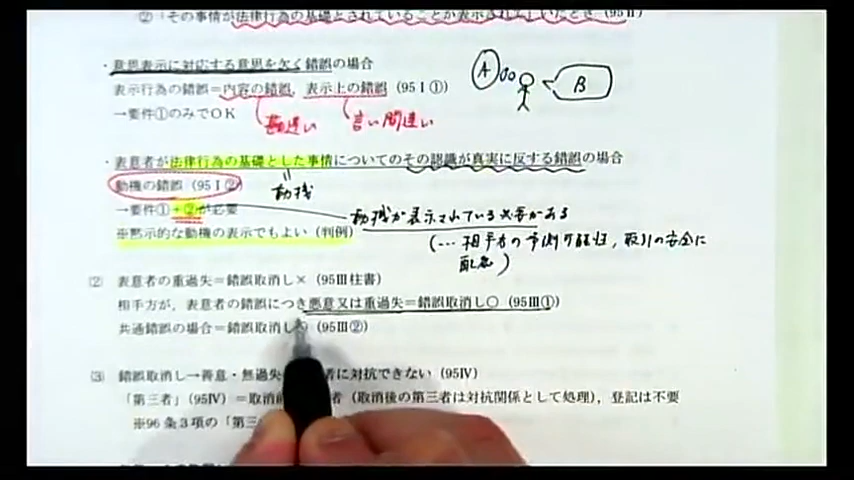 ②「その事情が法律行為の基礎とされていることが表示されていたとき」(95Ⅱ)
・意思表示に対応する意思を欠く錯誤の場合
A B
表示行為の錯誤=内容の錯誤, 表示上の錯誤 (95Ⅰ①)
→要件①のみでOK
勘違い 言い間違い
・表意者が法律行為の基礎とした事情についてのその認識が真実に反する錯誤の場合
動機の錯誤 (95Ⅰ②)
= 動機
→要件①+②が必要
動機が表示されている必要がある
※黙示的な動機の表示でもよい (判例)
(… 相手方の予測可能性, 取引の安全に
配慮)
(2) 表意者の重過失=錯誤取消し× (95Ⅲ柱書)
相手方が、表意者の錯誤につき悪意又は重過失=錯誤取消し○ (95Ⅲ①)
共通錯誤の場合=錯誤取消し (95Ⅲ②)
(3) 錯誤取消し→善意・無過失 者に対抗できない (95Ⅳ)
「第三者」(95Ⅳ) =取消 者 (取消後の第三者は対抗関係として処理), 登記は不要
※96条3項の「第三